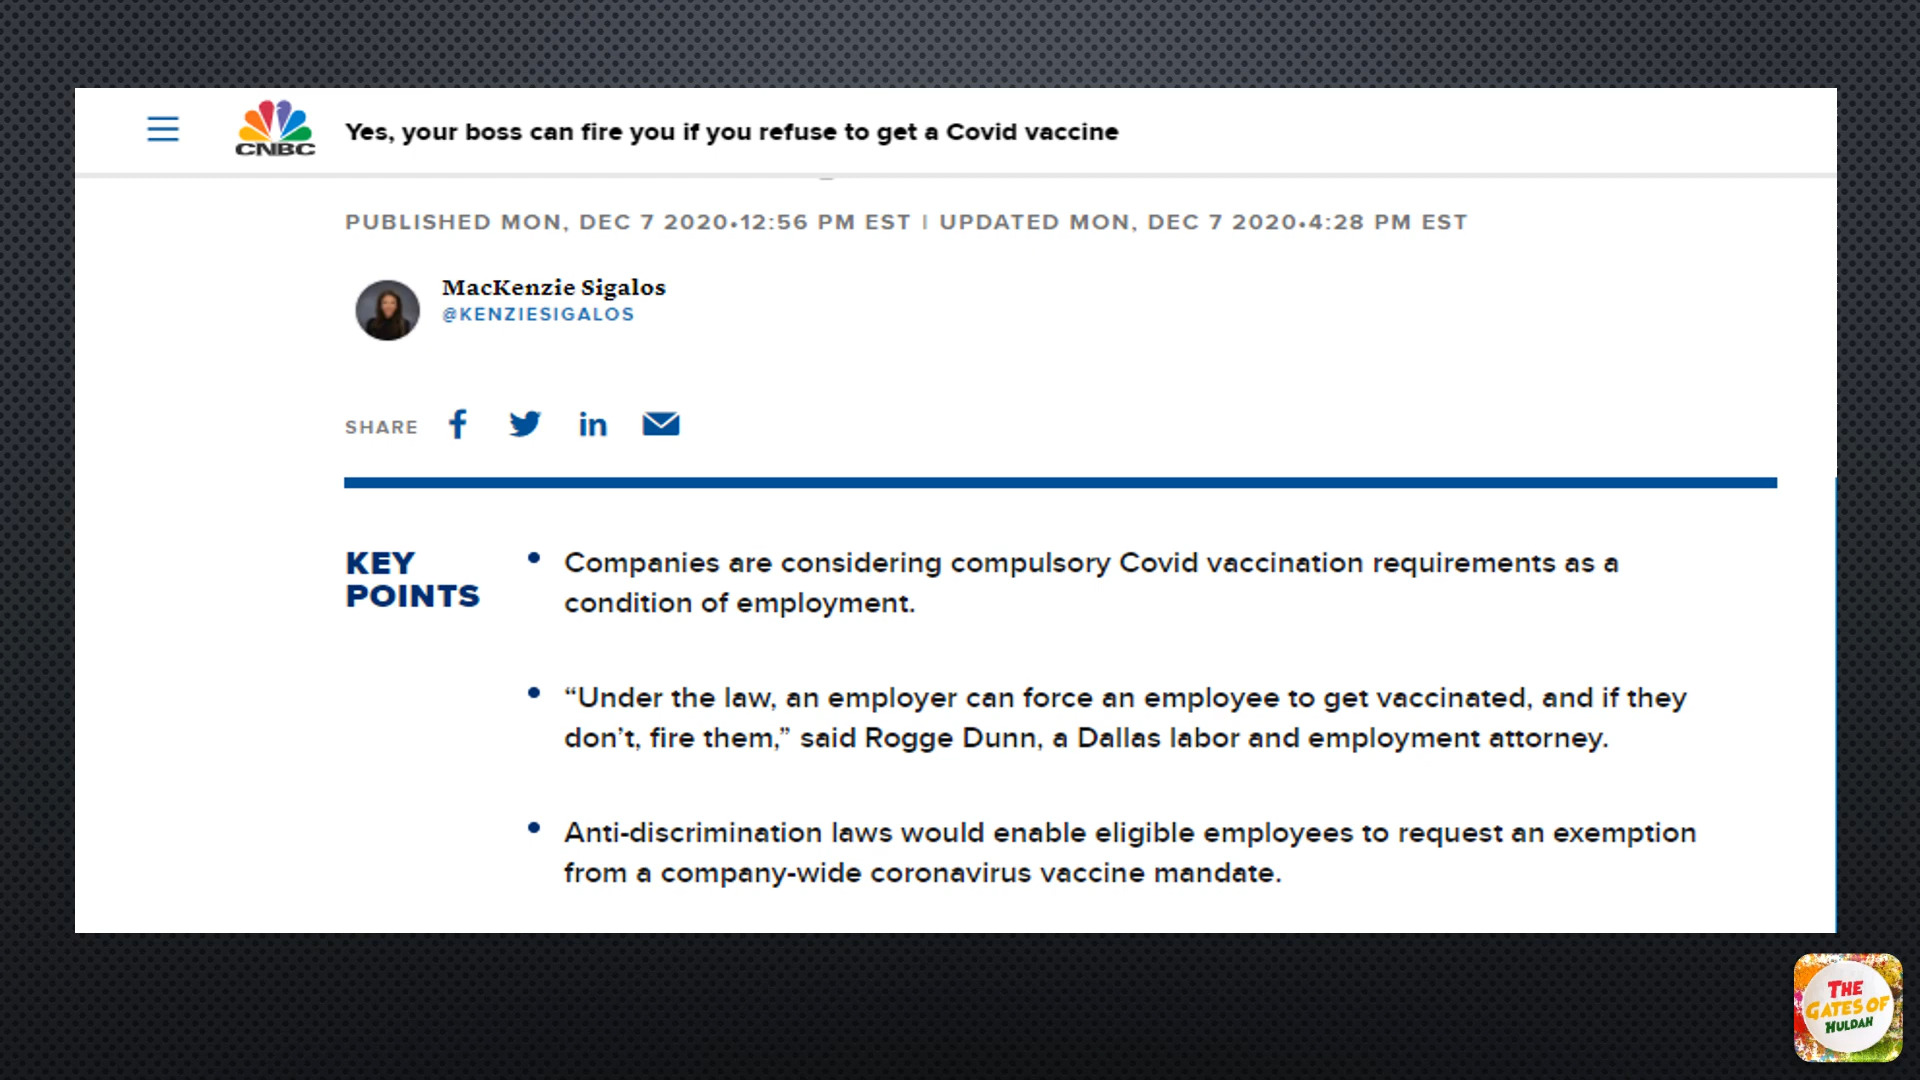 CNBC
Yes, your boss can fire you if you refuse to get a Covid vaccine
PUBLISHED MON, DEC 7 2020•12:56 PM EST | UPDATED MON, DEC 7 2020•4:28 PM EST
MacKenzie Sigalos
@KENZIESIGALOS
SHARE
KEY
POINTS
• Companies are considering compulsory Covid vaccination requirements as a
condition of employment.
• “Under the law, an employer can force an employee to get vaccinated, and if they
don’t, fire them,” said Rogge Dunn, a Dallas labor and employment attorney.
• Anti-discrimination laws would enable eligible employees to request an exemption
from a company-wide coronavirus vaccine mandate.
THE
GATES OF
HULDAH